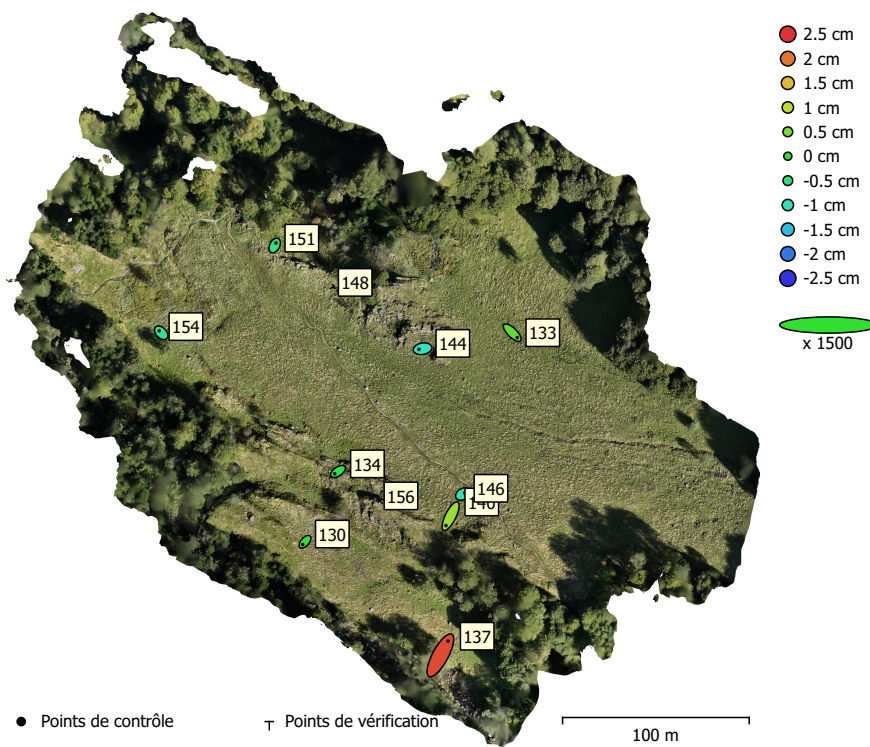 2.5 cm
2 cm
1.5 cm
1 cm
0.5 cm
0 cm
-0.5 cm
-1 cm
-1.5 cm
-2 cm
-2.5 cm
x 1500
151
148
154
133
144
134
146
156
130
137
Points de contrôle
Points de vérification
100 m